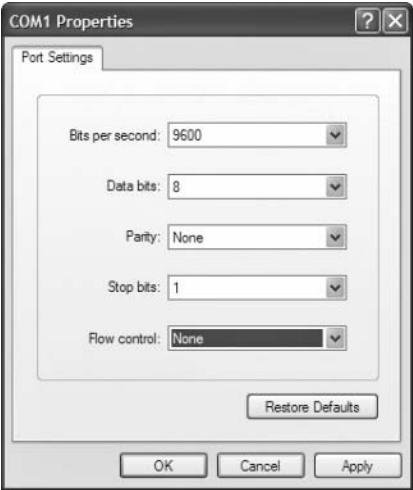 COM1 Properties
Port Settings
Bits per second: 9600
Data bits: 8
Parity: None
Stop bits: 1
Flow control: None
Restore Defaults
OK Cancel Apply